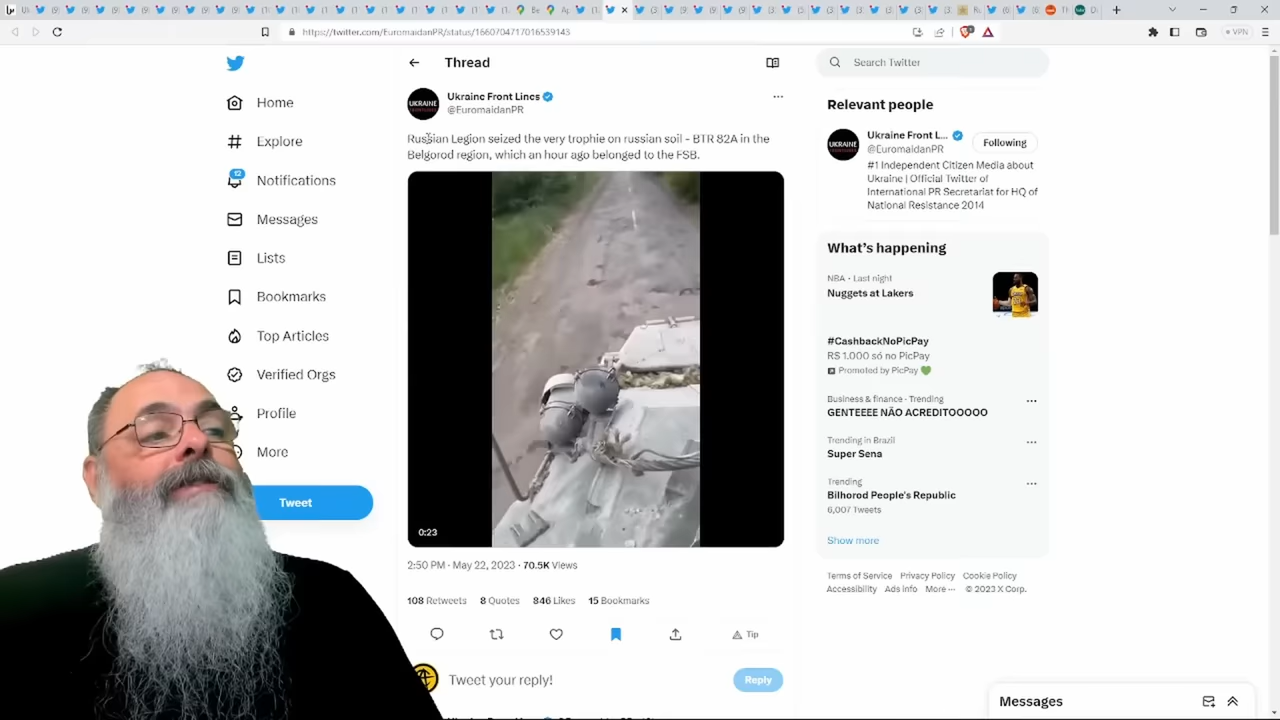 https://twitter.com/EuromaidanPR/status/1660704717016539143
VPN
Home
Explore
12
Notifications
Messages
Lists
Bookmarks
Top Articles
Verified Orgs
Profile
More
Tweet
Thread
UKRAINE
Ukraine Front Lines
@EuromaidanPR
Russian Legion seized the very trophie on russian soil - BTR 82A in the
Belgorod region, which an hour ago belonged to the FSB.
0:23
2:50 PM · May 22, 2023 · 70.5K Views
108 Retweets 8 Quotes 846 Likes 15 Bookmarks
Tip
Tweet your reply!
Reply
Search Twitter
Relevant people
UKRAINE
Ukraine Front L...
@EuromaidanPR
Following
#1 Independent Citizen Media about
Ukraine | Official Twitter of
International PR Secretariat for HQ of
National Resistance 2014
What's happening
NBA · Last night
Nuggets at Lakers
#CashbackNoPicPay
R$ 1.000 só no PicPay
Promoted by PicPay
Business & finance · Trending
GENTEEEE NÃO ACREDITOOOOO
Trending in Brazil
Super Sena
Trending
Bilhorod People's Republic
6,007 Tweets
Show more
Terms of Service Privacy Policy Cookie Policy
Accessibility Ads info More ··· © 2023 X Corp.
Messages